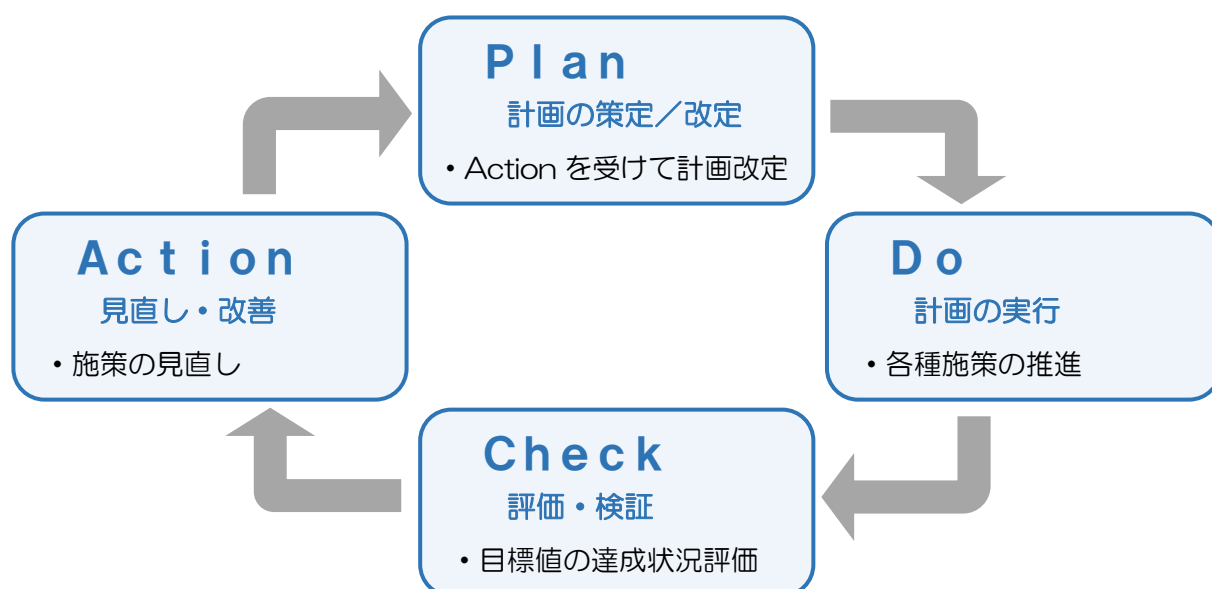 Plan
計画の策定/改定
・Action を受けて計画改定
Do
計画の実行
・各種施策の推進
Check
評価・検証
・目標値の達成状況評価
Action
見直し・改善
・施策の見直し